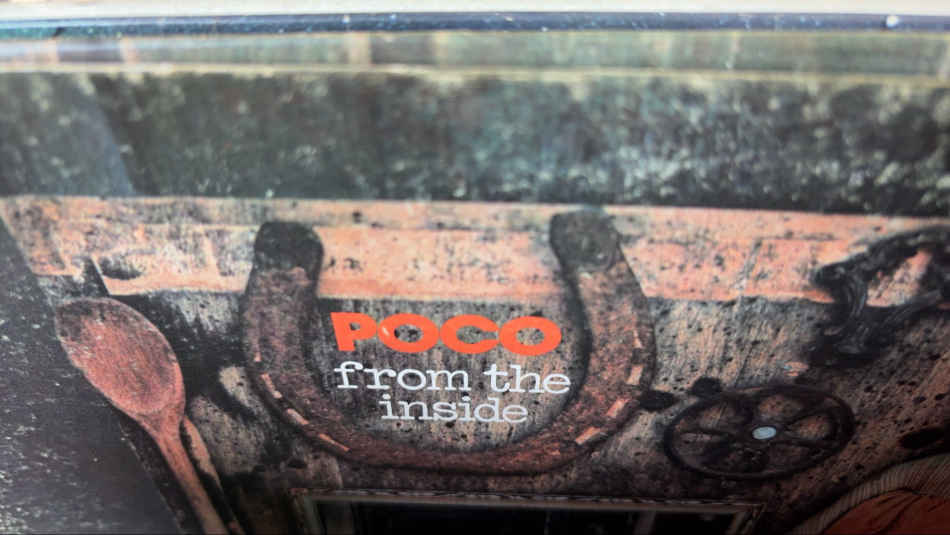 POCO
from the
inside